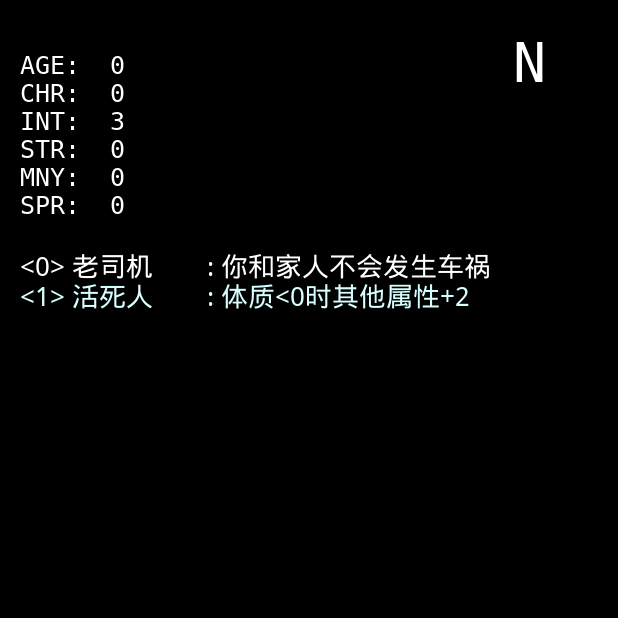 N
AGE: 0
CHR: 0
INT: 3
STR: 0
MNY: 0
SPR: 0
<0> 老司机 : 你和家人不会发生车祸
<1> 活死人 : 体质<0时其他属性+2